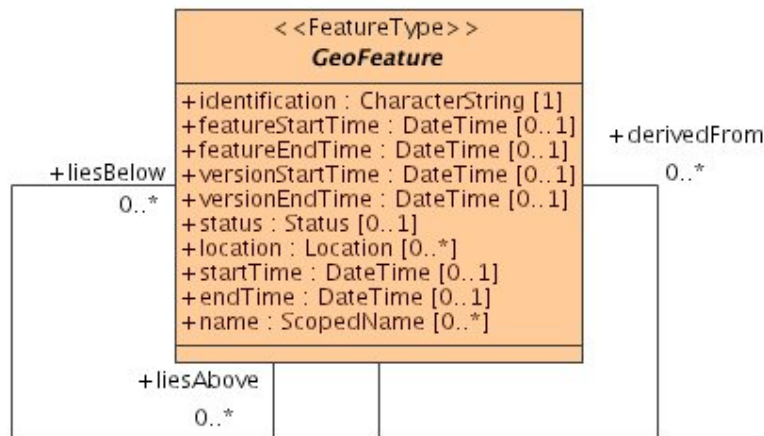 <<FeatureType>>
GeoFeature
+identification : CharacterString [1]
+featureStartTime : DateTime [0..1]
+featureEndTime : DateTime [0..1]
+versionStartTime : DateTime [0..1]
+versionEndTime : DateTime [0..1]
+status : Status [0..1]
+location : Location [0..*]
+startTime : DateTime [0..1]
+endTime : DateTime [0..1]
+name : ScopedName [0..*]
+liesBelow
0..*
+derivedFrom
0..*
+liesAbove
0..*